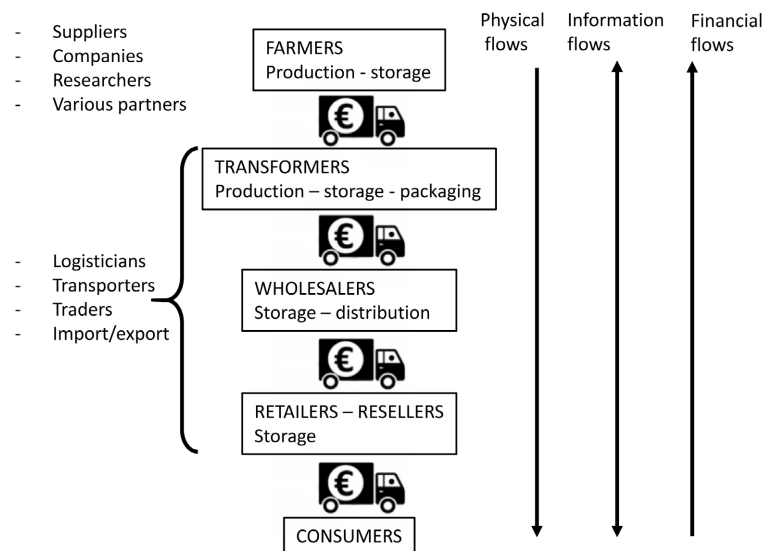 - Suppliers
- Companies
- Researchers
- Various partners
FARMERS
Production - storage
€
TRANSFORMERS
Production – storage - packaging
€
- Logisticians
- Transporters
- Traders
- Import/export
WHOLESALERS
Storage – distribution
€
RETAILERS – RESELLERS
Storage
€
CONSUMERS
Physical
flows
Information
flows
Financial
flows